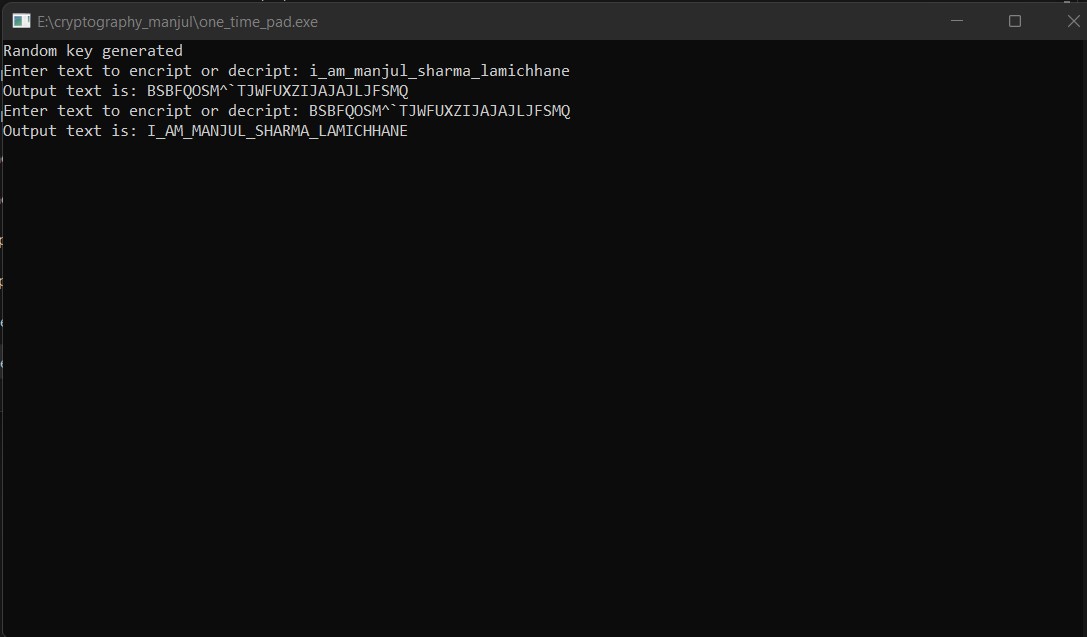 E:\cryptography_manjul\one_time_pad.exe
Random key generated
Enter text to encript or decript: i_am_manjul_sharma_lamichhane
Output text is: BSBFQOSM^`TJWFUXZIJAJAJLJFSMQ
Enter text to encript or decript: BSBFQOSM^`TJWFUXZIJAJAJLJFSMQ
Output text is: I_AM_MANJUL_SHARMA_LAMICHHANE